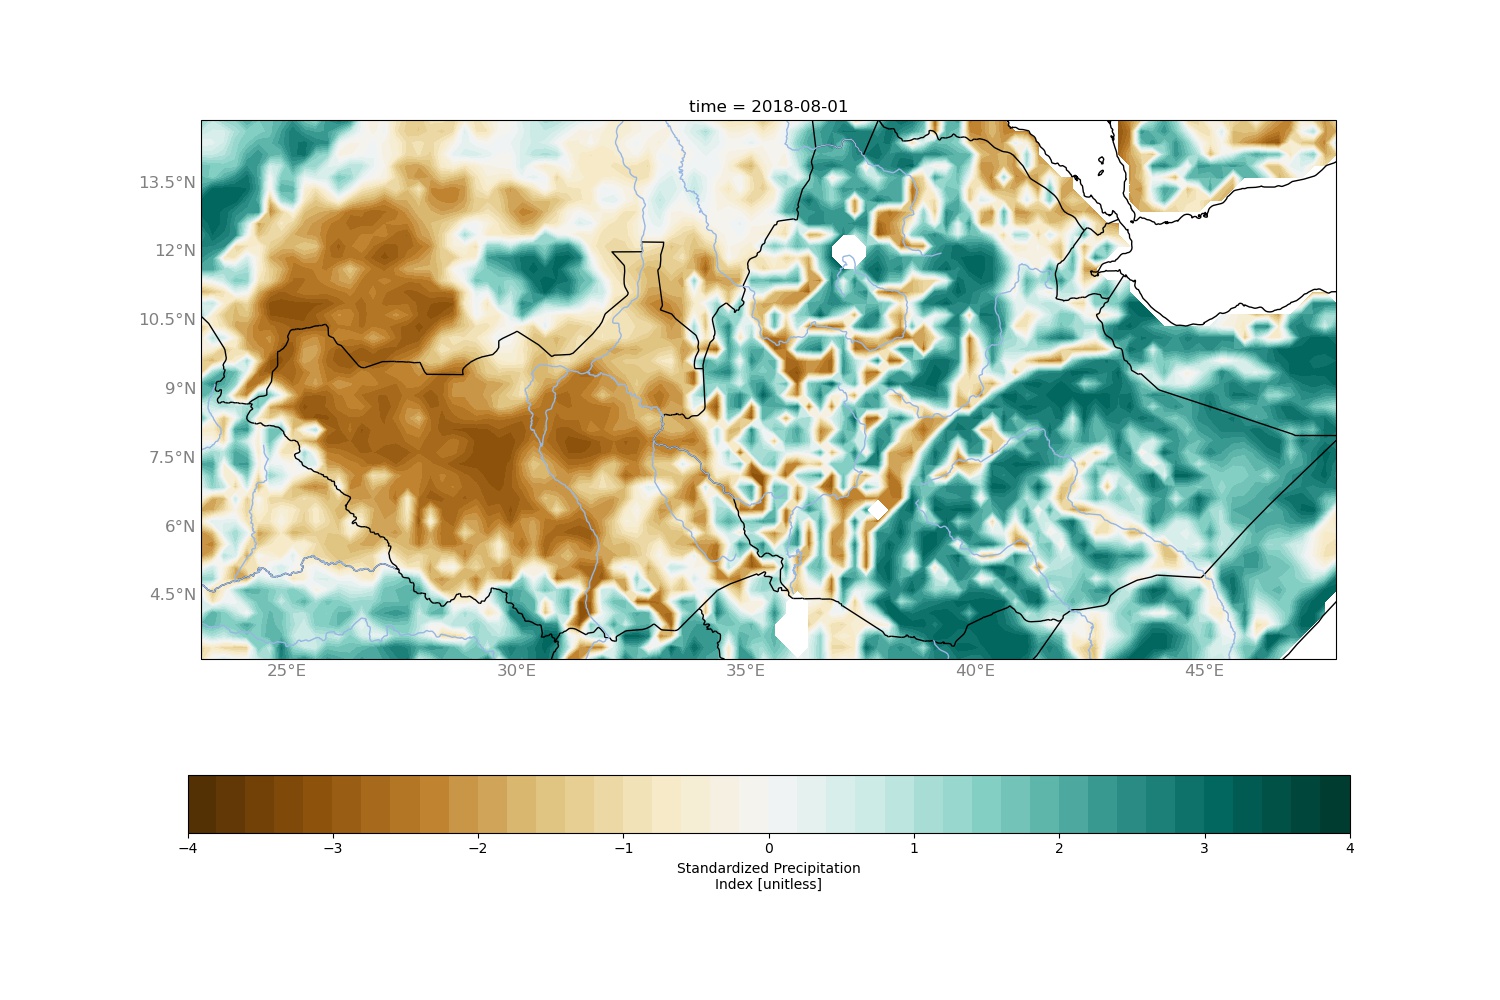 time = 2018-08-01
13.5°N
12°N
10.5°N
9°N
7.5°N
6°N
4.5°N
25°E 30°E 35°E 40°E 45°E
−4 −3 −2 −1 0 1 2 3 4
Standardized Precipitation
Index [unitless]